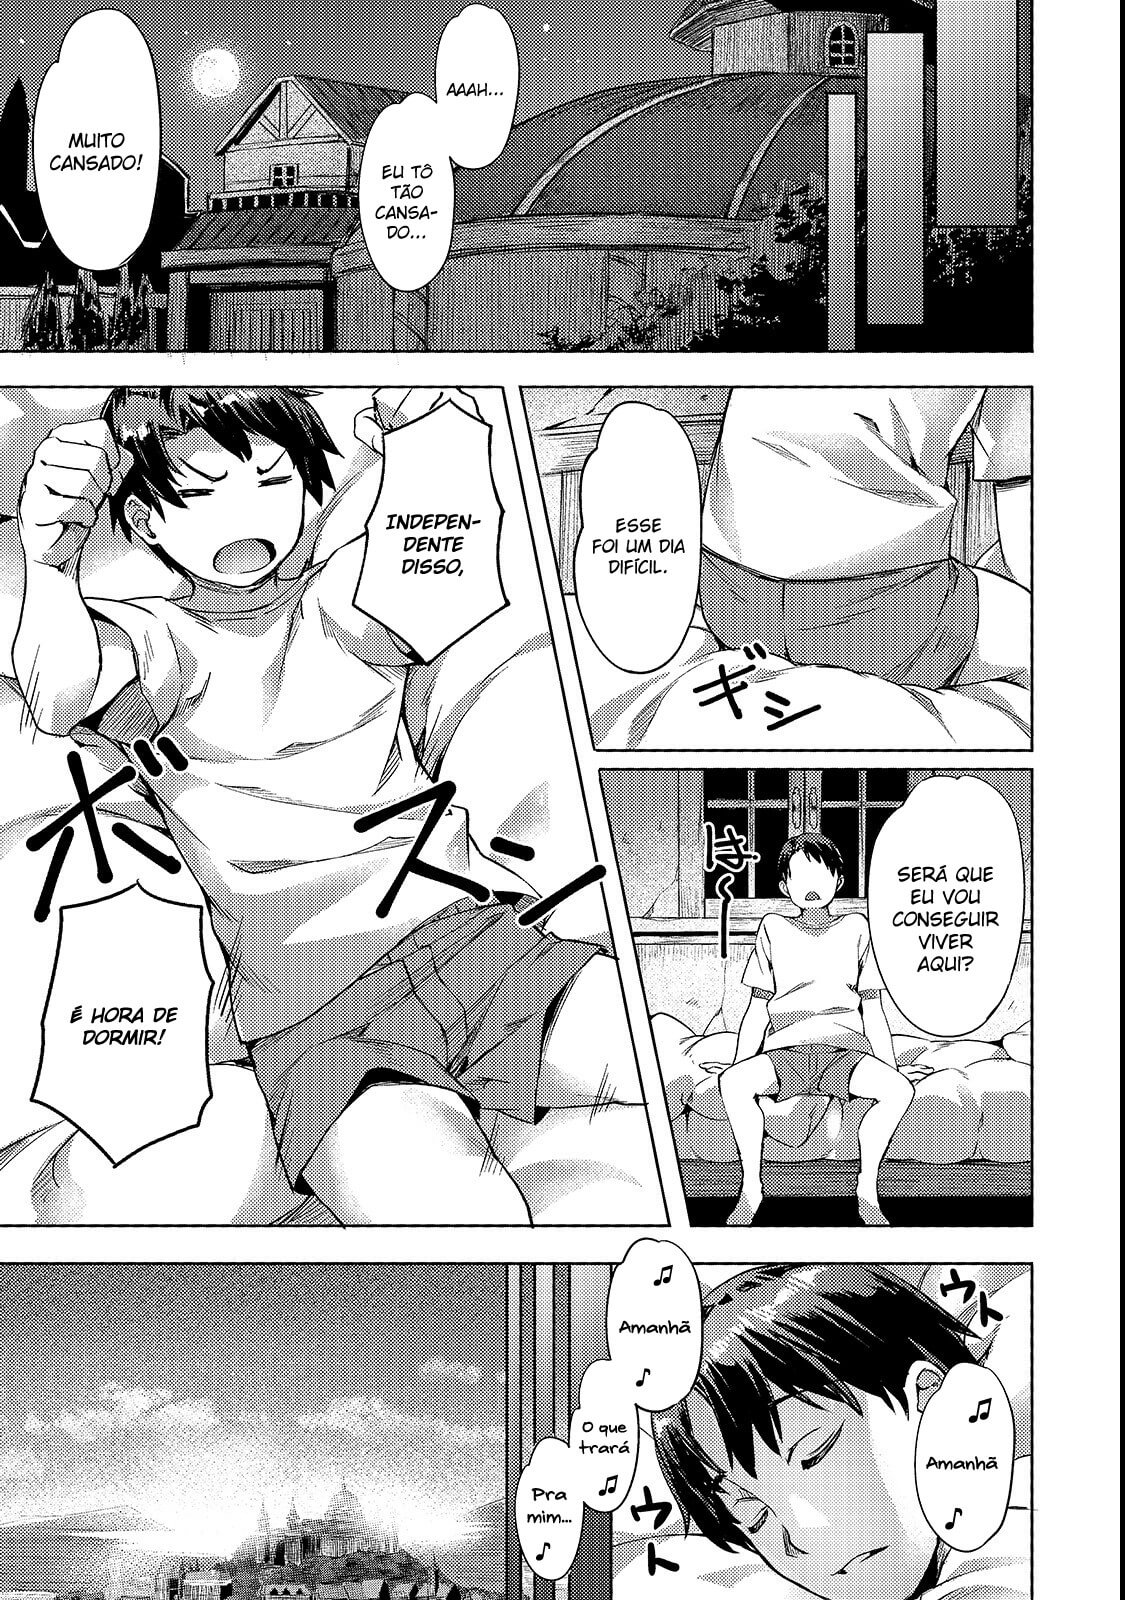 AAAH...
EU TÔ
TÃO
CANSA-
DO...
MUITO
CANSADO!
ESSE
FOI UM DIA
DIFÍCIL.
ギシ
SERÁ QUE
EU VOU
CONSEGUIR
VIVER
AQUI?
は〜
INDEPEN-
DENTE
DISSO,
ボスン
É HORA DE
DORMIR!
ウト
♫
Amanhã
♪
♫
Amanhã
♪
O que
trará
♫
Pra
mim...
♪
ウト